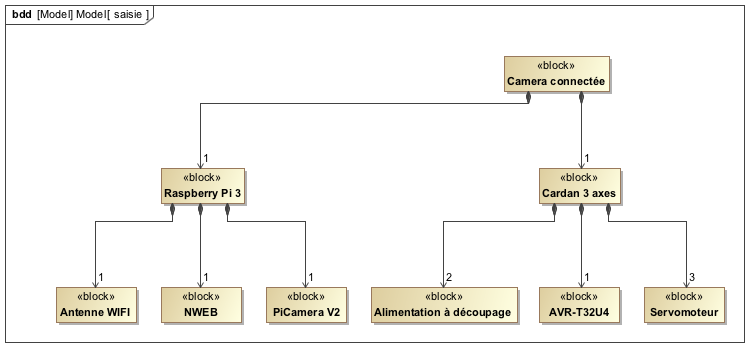 bdd [Model] Model[ saisie ]
«block»
Camera connectée
1
1
«block»
Raspberry Pi 3
«block»
Cardan 3 axes
1
1
1
2
1
3
«block»
Antenne WIFI
«block»
NWEB
«block»
PiCamera V2
«block»
Alimentation à découpage
«block»
AVR-T32U4
«block»
Servomoteur